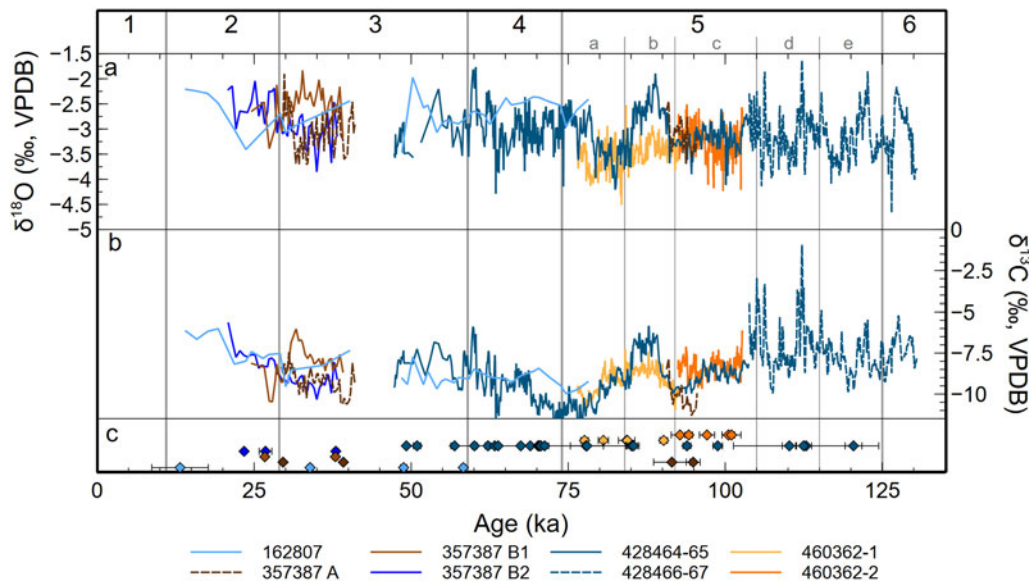 1 2 3 4 5 6
a b c d e
a
δ18O (‰, VPDB)
−1.5
−2
−2.5
−3
−3.5
−4
−4.5
−5
b
δ13C (‰, VPDB)
0
−2.5
−5
−7.5
−10
c
0 25 50 75 100 125
Age (ka)
162807 357387 B1 428464-65 460362-1
357387 A 357387 B2 428466-67 460362-2